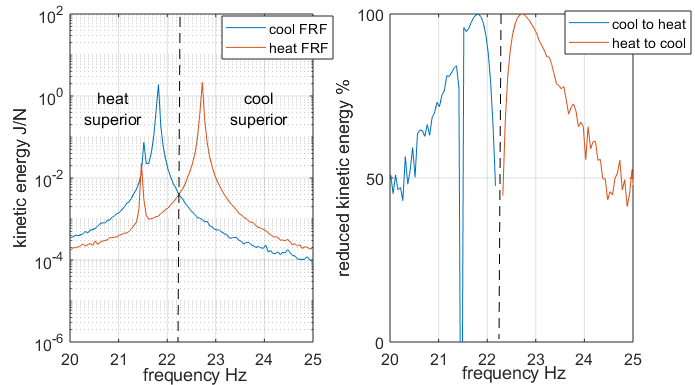 cool FRF
heat FRF
heat
superior
cool
superior
kinetic energy J/N
10^2
10^0
10^-2
10^-4
10^-6
20 21 22 23 24 25
frequency Hz
cool to heat
heat to cool
reduced kinetic energy %
100
50
0
20 21 22 23 24 25
frequency Hz